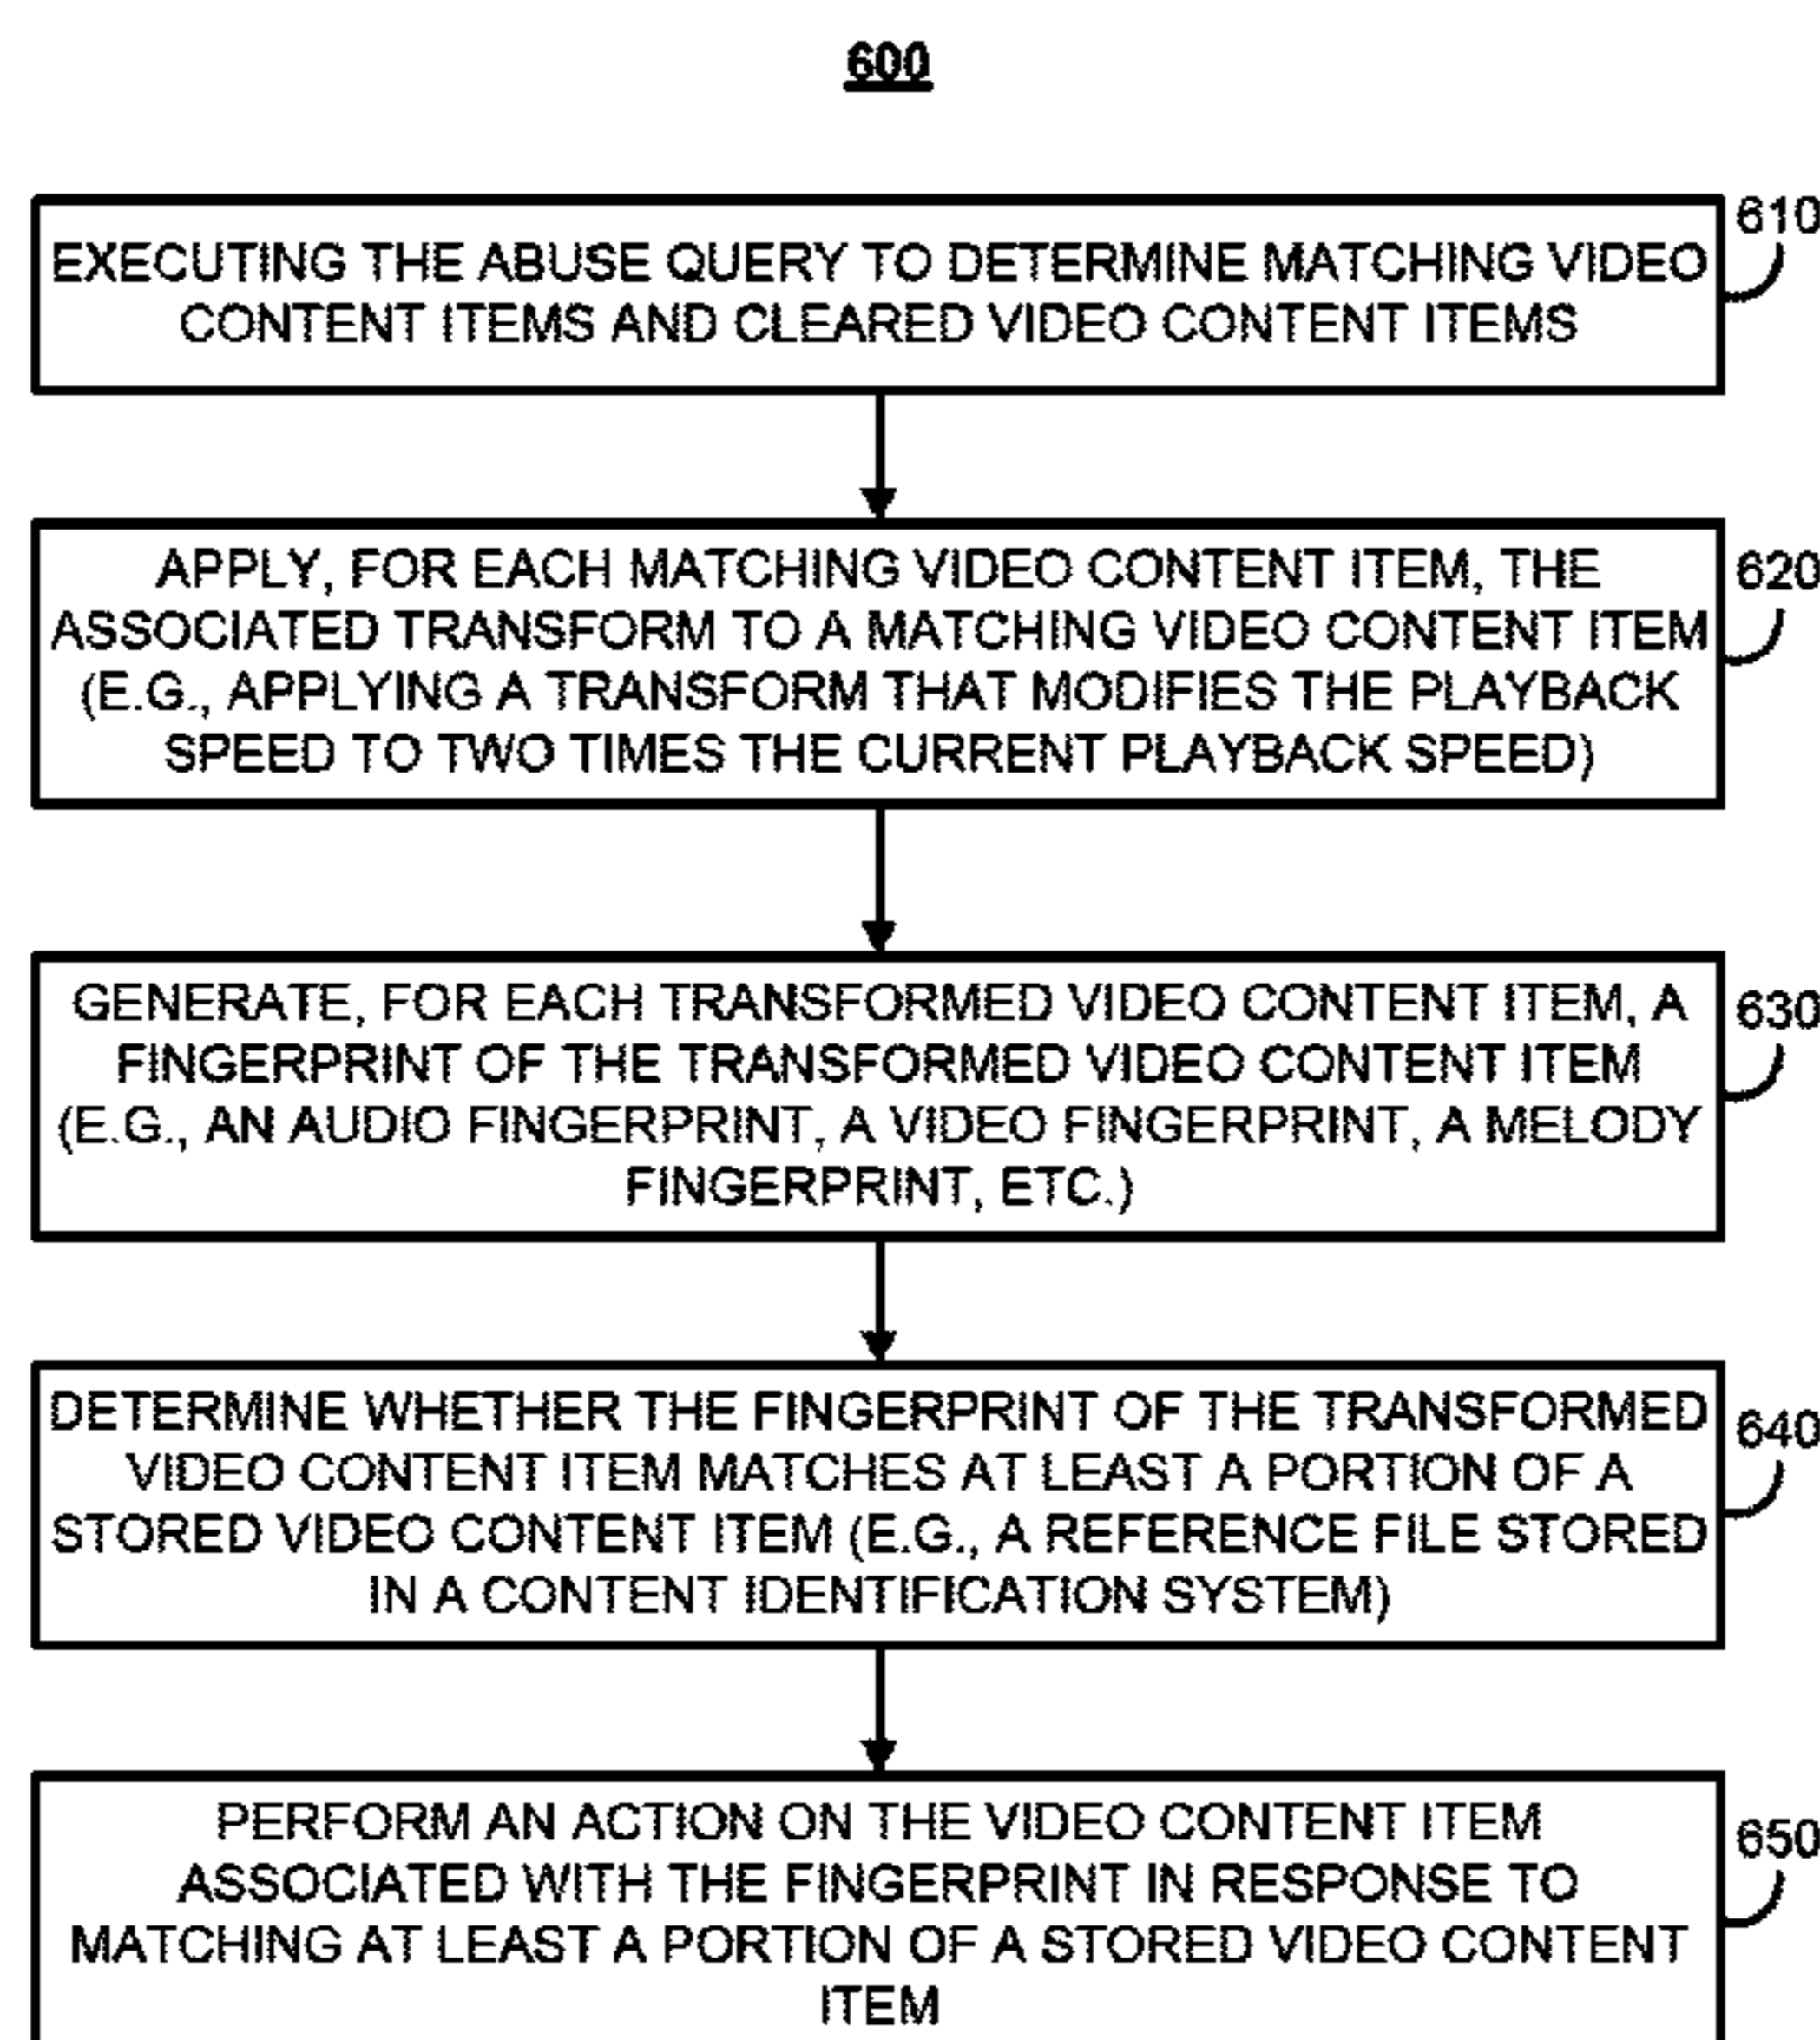 600
610
EXECUTING THE ABUSE QUERY TO DETERMINE MATCHING VIDEO
CONTENT ITEMS AND CLEARED VIDEO CONTENT ITEMS
620
APPLY, FOR EACH MATCHING VIDEO CONTENT ITEM, THE
ASSOCIATED TRANSFORM TO A MATCHING VIDEO CONTENT ITEM
(E.G., APPLYING A TRANSFORM THAT MODIFIES THE PLAYBACK
SPEED TO TWO TIMES THE CURRENT PLAYBACK SPEED)
630
GENERATE, FOR EACH TRANSFORMED VIDEO CONTENT ITEM, A
FINGERPRINT OF THE TRANSFORMED VIDEO CONTENT ITEM
(E.G., AN AUDIO FINGERPRINT, A VIDEO FINGERPRINT, A MELODY
FINGERPRINT, ETC.)
640
DETERMINE WHETHER THE FINGERPRINT OF THE TRANSFORMED
VIDEO CONTENT ITEM MATCHES AT LEAST A PORTION OF A
STORED VIDEO CONTENT ITEM (E.G., A REFERENCE FILE STORED
IN A CONTENT IDENTIFICATION SYSTEM)
650
PERFORM AN ACTION ON THE VIDEO CONTENT ITEM
ASSOCIATED WITH THE FINGERPRINT IN RESPONSE TO
MATCHING AT LEAST A PORTION OF A STORED VIDEO CONTENT
ITEM